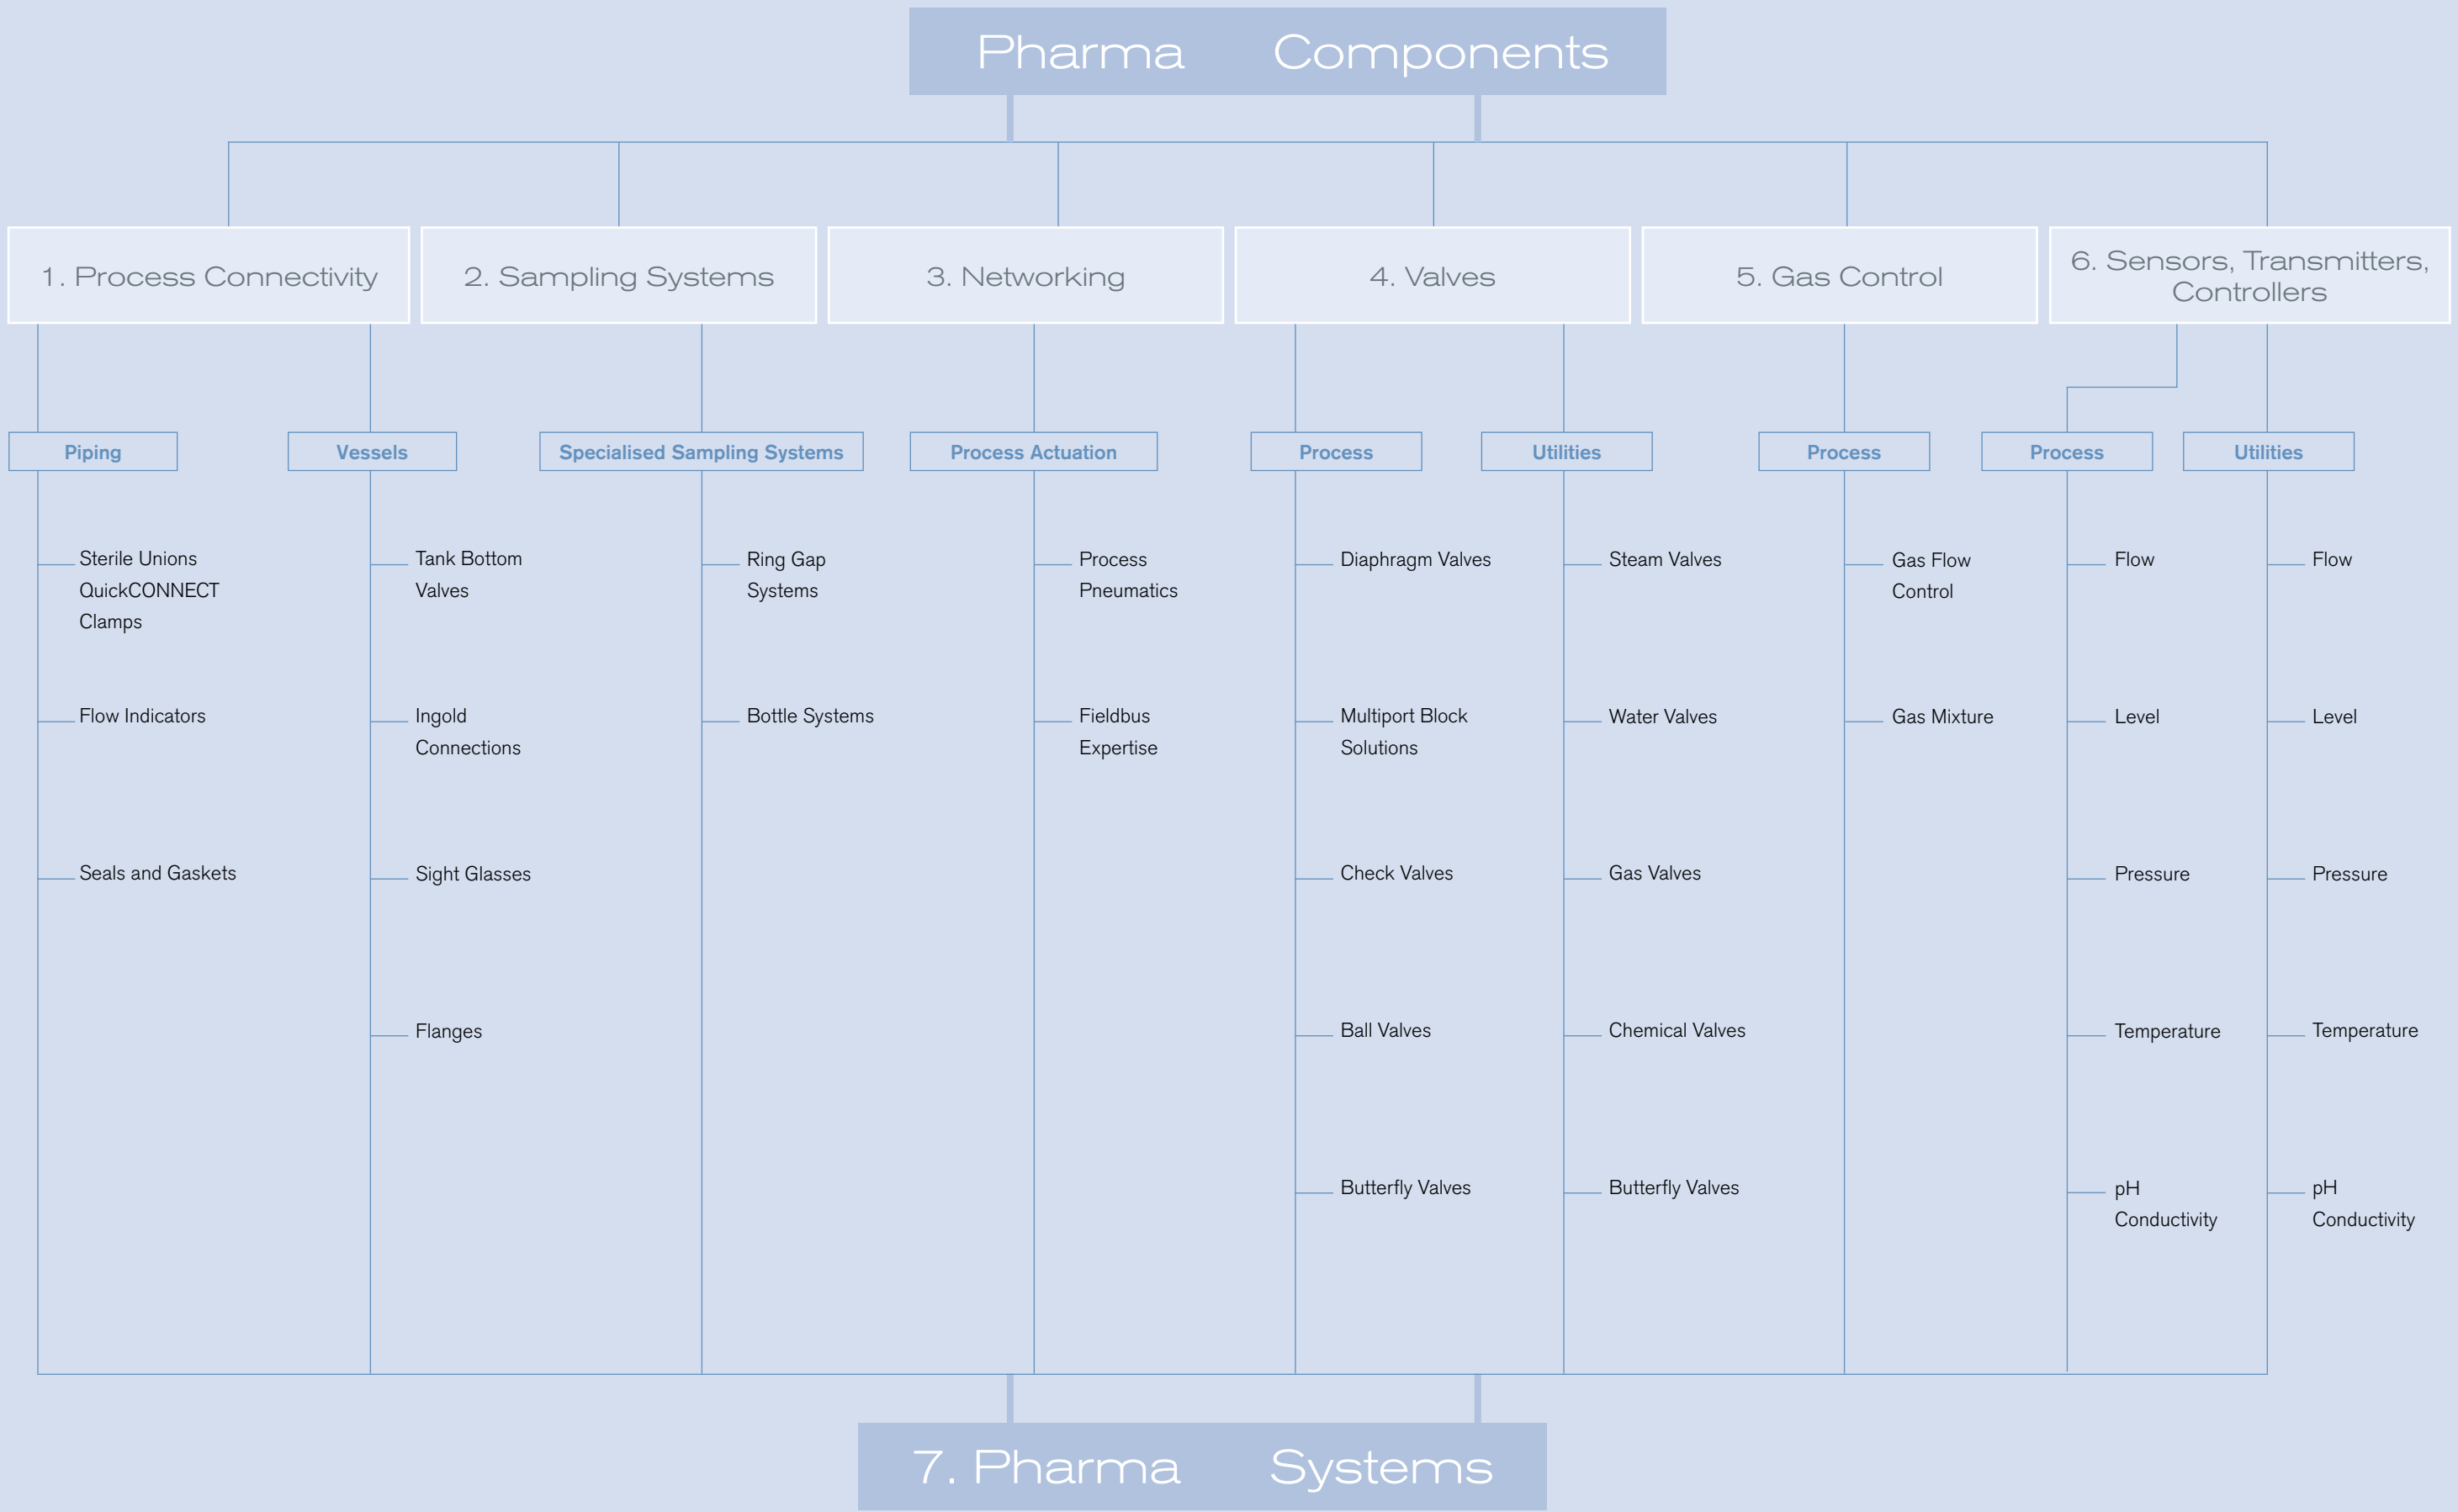 Pharma Components
1. Process Connectivity
2. Sampling Systems
3. Networking
4. Valves
5. Gas Control
6. Sensors, Transmitters,
Controllers
Piping
Sterile Unions
QuickCONNECT
Clamps
Flow Indicators
Seals and Gaskets
Vessels
Tank Bottom
Valves
Ingold
Connections
Sight Glasses
Flanges
Specialised Sampling Systems
Ring Gap
Systems
Bottle Systems
Process Actuation
Process
Pneumatics
Fieldbus
Expertise
Process
Diaphragm Valves
Multiport Block
Solutions
Check Valves
Ball Valves
Butterfly Valves
Utilities
Steam Valves
Water Valves
Gas Valves
Chemical Valves
Butterfly Valves
Process
Gas Flow
Control
Gas Mixture
Process
Flow
Level
Pressure
Temperature
pH
Conductivity
Utilities
Flow
Level
Pressure
Temperature
pH
Conductivity
7. Pharma Systems